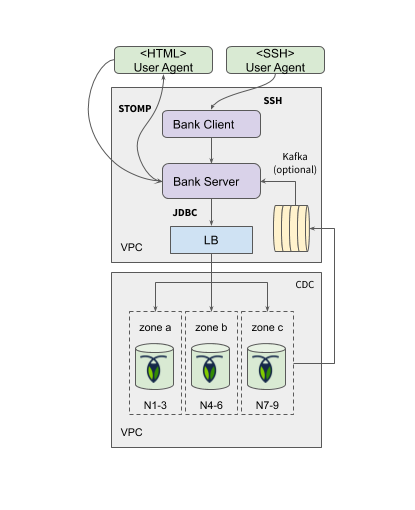 <HTML>
User Agent
<SSH>
User Agent
STOMP
SSH
Bank Client
Kafka
(optional)
Bank Server
JDBC
LB
VPC
CDC
zone a
zone b
zone c
N1-3
N4-6
N7-9
VPC